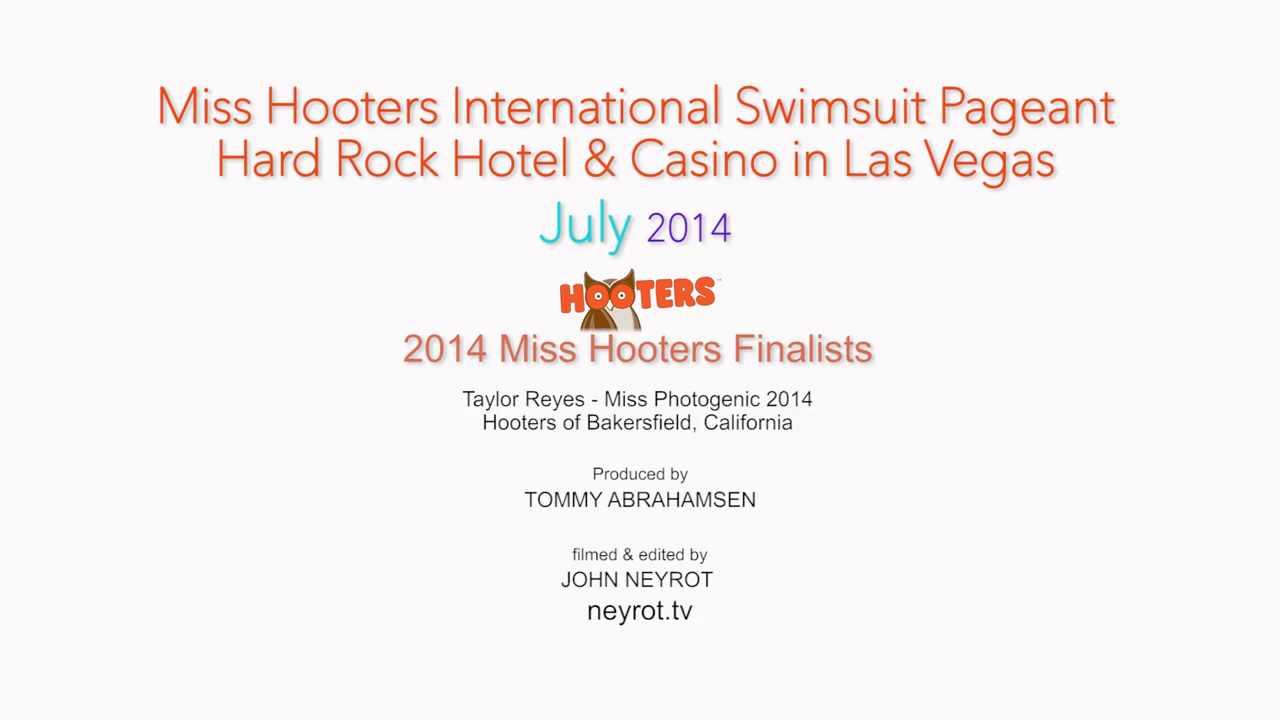 Miss Hooters International Swimsuit Pageant
Hard Rock Hotel & Casino in Las Vegas
July 2014
HOOTERS™
2014 Miss Hooters Finalists
Taylor Reyes - Miss Photogenic 2014
Hooters of Bakersfield, California
Produced by
TOMMY ABRAHAMSEN
filmed & edited by
JOHN NEYROT
neyrot.tv